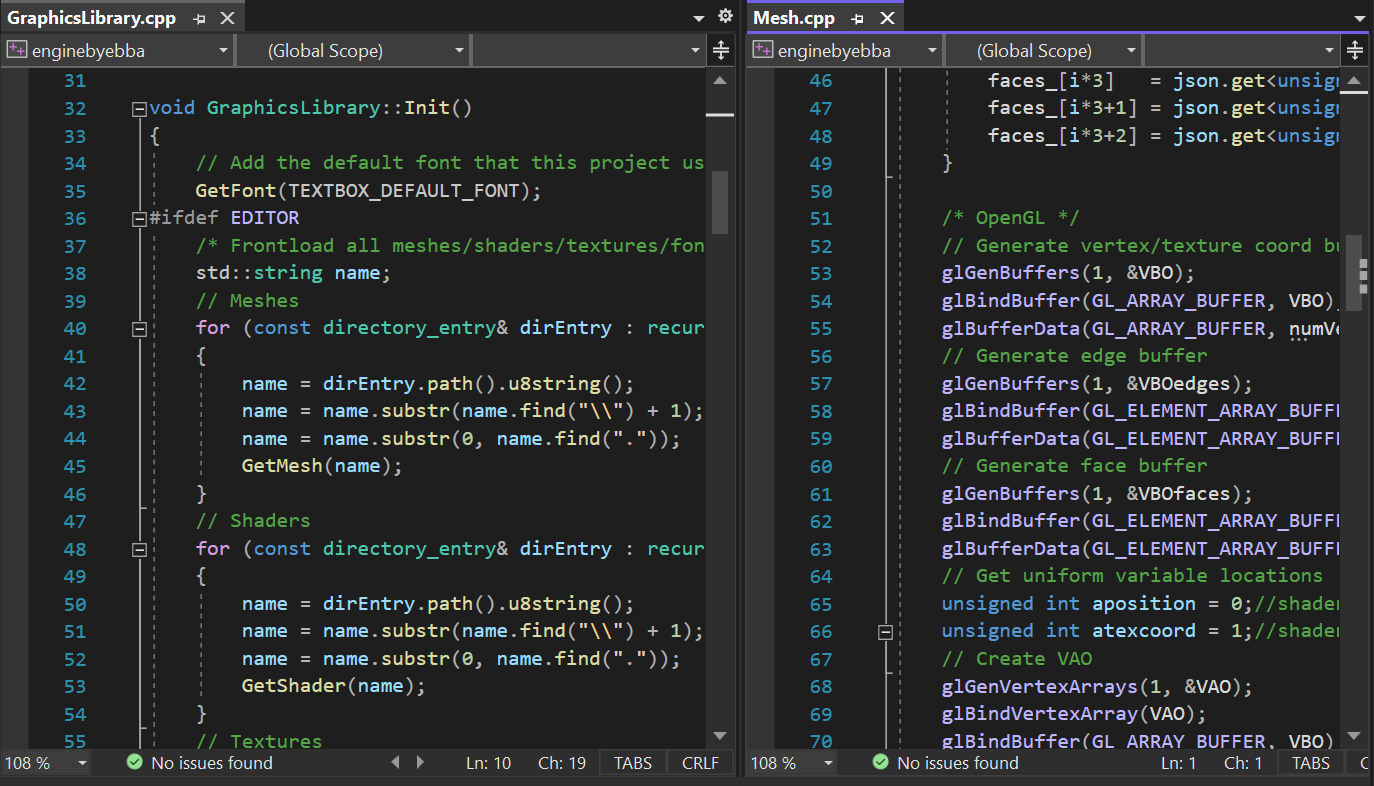 GraphicsLibrary.cpp
enginebyebba
(Global Scope)
31
32 void GraphicsLibrary::Init()
33 {
34 // Add the default font that this project us
35 GetFont(TEXTBOX_DEFAULT_FONT);
36 #ifdef EDITOR
37 /* Frontload all meshes/shaders/textures/fon
38 std::string name;
39 // Meshes
40 for (const directory_entry& dirEntry : recur
41 {
42 name = dirEntry.path().u8string();
43 name = name.substr(name.find("\\") + 1);
44 name = name.substr(0, name.find("."));
45 GetMesh(name);
46 }
47 // Shaders
48 for (const directory_entry& dirEntry : recur
49 {
50 name = dirEntry.path().u8string();
51 name = name.substr(name.find("\\") + 1);
52 name = name.substr(0, name.find("."));
53 GetShader(name);
54 }
55 // Textures
108 % No issues found Ln: 10 Ch: 19 TABS CRLF
Mesh.cpp
enginebyebba
(Global Scope)
46 faces_[i*3] = json.get<unsign
47 faces_[i*3+1] = json.get<unsign
48 faces_[i*3+2] = json.get<unsign
49 }
50
51 /* OpenGL */
52 // Generate vertex/texture coord bu
53 glGenBuffers(1, &VBO);
54 glBindBuffer(GL_ARRAY_BUFFER, VBO)
55 glBufferData(GL_ARRAY_BUFFER, numVe
56 // Generate edge buffer
57 glGenBuffers(1, &VBOedges);
58 glBindBuffer(GL_ELEMENT_ARRAY_BUFF
59 glBufferData(GL_ELEMENT_ARRAY_BUFF
60 // Generate face buffer
61 glGenBuffers(1, &VBOfaces);
62 glBindBuffer(GL_ELEMENT_ARRAY_BUFF
63 glBufferData(GL_ELEMENT_ARRAY_BUFF
64 // Get uniform variable locations
65 unsigned int aposition = 0;//shader
66 unsigned int atexcoord = 1;//shader
67 // Create VAO
68 glGenVertexArrays(1, &VAO);
69 glBindVertexArray(VAO);
70 glBindBuffer(GL_ARRAY_BUFFER, VBO)
108 % No issues found Ln: 1 Ch: 1 TABS C